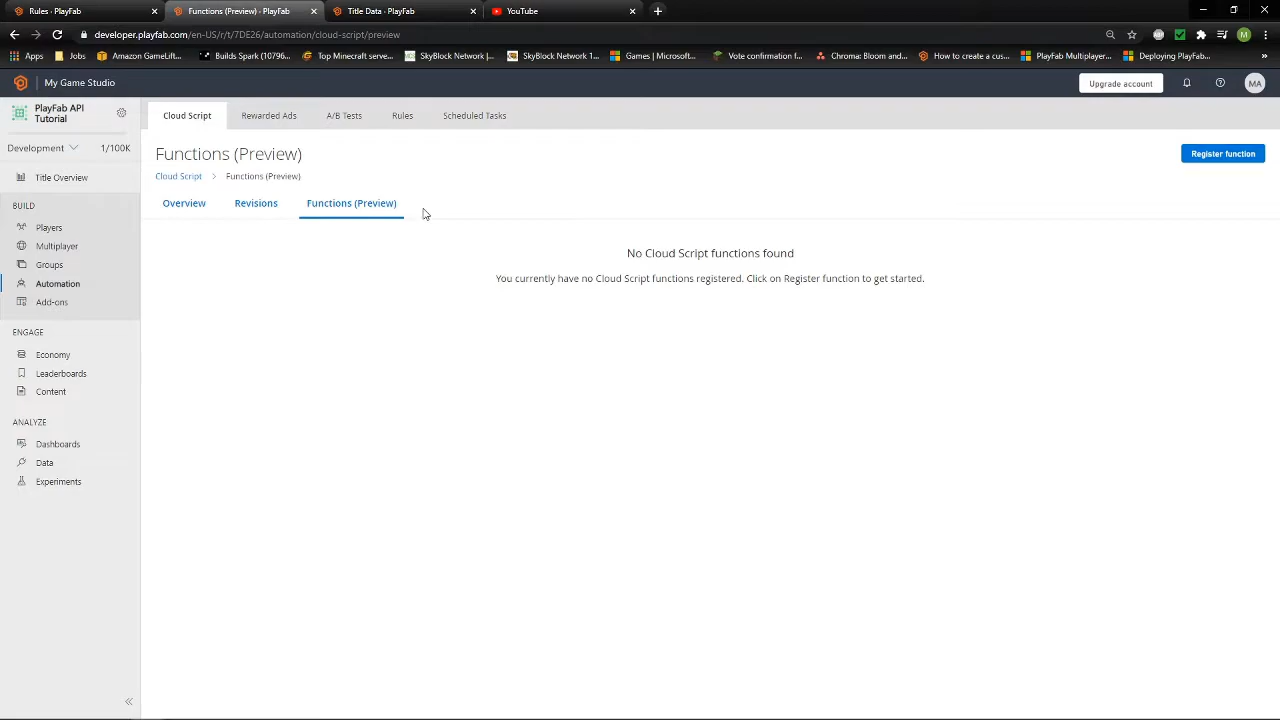 Rules - PlayFab
Functions (Preview) - PlayFab
Title Data - PlayFab
YouTube
developer.playfab.com/en-US/r/t/7DE26/automation/cloud-script/preview
Apps
Jobs
Amazon GameLift...
Builds Spark (10796...
Top Minecraft serve...
SkyBlock Network |...
SkyBlock Network 1...
Games | Microsoft...
Vote confirmation f...
Chroma: Bloom and...
How to create a cus...
PlayFab Multiplayer...
Deploying PlayFab...
»
My Game Studio
Upgrade account
MA
PlayFab API
Tutorial
Development
1/100K
Title Overview
BUILD
Players
Multiplayer
Groups
Automation
Add-ons
ENGAGE
Economy
Leaderboards
Content
ANALYZE
Dashboards
Data
Experiments
Cloud Script
Rewarded Ads
A/B Tests
Rules
Scheduled Tasks
Functions (Preview)
Register function
Cloud Script > Functions (Preview)
Overview
Revisions
Functions (Preview)
No Cloud Script functions found
You currently have no Cloud Script functions registered. Click on Register function to get started.